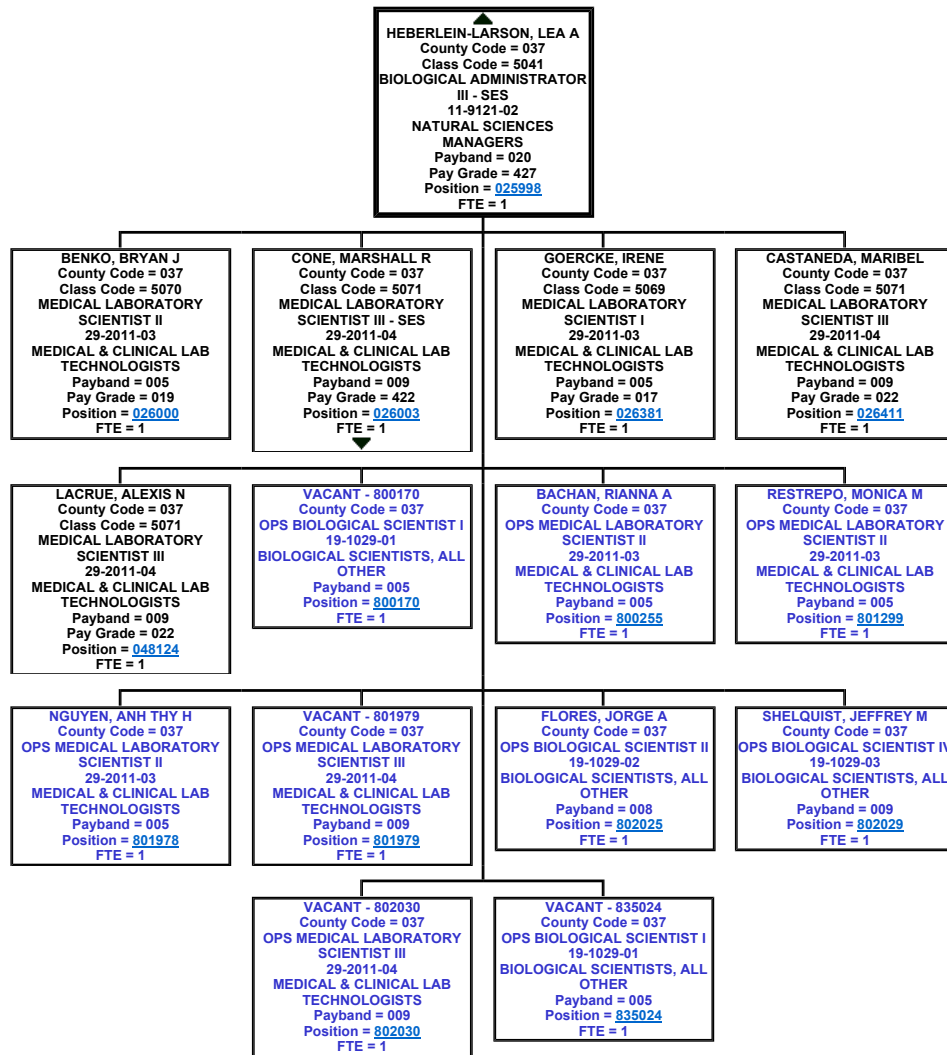 HEBERLEIN-LARSON, LEA A
County Code = 037
Class Code = 5041
BIOLOGICAL ADMINISTRATOR
III - SES
11-9121-02
NATURAL SCIENCES
MANAGERS
Payband = 020
Pay Grade = 427
Position = 025998
FTE = 1
BENKO, BRYAN J
County Code = 037
Class Code = 5070
MEDICAL LABORATORY
SCIENTIST II
29-2011-03
MEDICAL & CLINICAL LAB
TECHNOLOGISTS
Payband = 005
Pay Grade = 019
Position = 026000
FTE = 1
CONE, MARSHALL R
County Code = 037
Class Code = 5071
MEDICAL LABORATORY
SCIENTIST III - SES
29-2011-04
MEDICAL & CLINICAL LAB
TECHNOLOGISTS
Payband = 009
Pay Grade = 422
Position = 026003
FTE = 1
GOERCKE, IRENE
County Code = 037
Class Code = 5069
MEDICAL LABORATORY
SCIENTIST I
29-2011-03
MEDICAL & CLINICAL LAB
TECHNOLOGISTS
Payband = 005
Pay Grade = 017
Position = 026381
FTE = 1
CASTANEDA, MARIBEL
County Code = 037
Class Code = 5071
MEDICAL LABORATORY
SCIENTIST III
29-2011-04
MEDICAL & CLINICAL LAB
TECHNOLOGISTS
Payband = 009
Pay Grade = 022
Position = 026411
FTE = 1
LACRUE, ALEXIS N
County Code = 037
Class Code = 5071
MEDICAL LABORATORY
SCIENTIST III
29-2011-04
MEDICAL & CLINICAL LAB
TECHNOLOGISTS
Payband = 009
Pay Grade = 022
Position = 048124
FTE = 1
VACANT - 800170
County Code = 037
OPS BIOLOGICAL SCIENTIST I
19-1029-01
BIOLOGICAL SCIENTISTS, ALL
OTHER
Payband = 005
Position = 800170
FTE = 1
BACHAN, RIANNA A
County Code = 037
OPS MEDICAL LABORATORY
SCIENTIST II
29-2011-03
MEDICAL & CLINICAL LAB
TECHNOLOGISTS
Payband = 005
Position = 800255
FTE = 1
RESTREPO, MONICA M
County Code = 037
OPS MEDICAL LABORATORY
SCIENTIST II
29-2011-03
MEDICAL & CLINICAL LAB
TECHNOLOGISTS
Payband = 005
Position = 801299
FTE = 1
NGUYEN, ANH THY H
County Code = 037
OPS MEDICAL LABORATORY
SCIENTIST II
29-2011-03
MEDICAL & CLINICAL LAB
TECHNOLOGISTS
Payband = 005
Position = 801978
FTE = 1
VACANT - 801979
County Code = 037
OPS MEDICAL LABORATORY
SCIENTIST III
29-2011-04
MEDICAL & CLINICAL LAB
TECHNOLOGISTS
Payband = 009
Position = 801979
FTE = 1
FLORES, JORGE A
County Code = 037
OPS BIOLOGICAL SCIENTIST II
19-1029-02
BIOLOGICAL SCIENTISTS, ALL
OTHER
Payband = 008
Position = 802025
FTE = 1
SHELQUIST, JEFFREY M
County Code = 037
OPS BIOLOGICAL SCIENTIST IV
19-1029-03
BIOLOGICAL SCIENTISTS, ALL
OTHER
Payband = 009
Position = 802029
FTE = 1
VACANT - 802030
County Code = 037
OPS MEDICAL LABORATORY
SCIENTIST III
29-2011-04
MEDICAL & CLINICAL LAB
TECHNOLOGISTS
Payband = 009
Position = 802030
FTE = 1
VACANT - 835024
County Code = 037
OPS BIOLOGICAL SCIENTIST I
19-1029-01
BIOLOGICAL SCIENTISTS, ALL
OTHER
Payband = 005
Position = 835024
FTE = 1